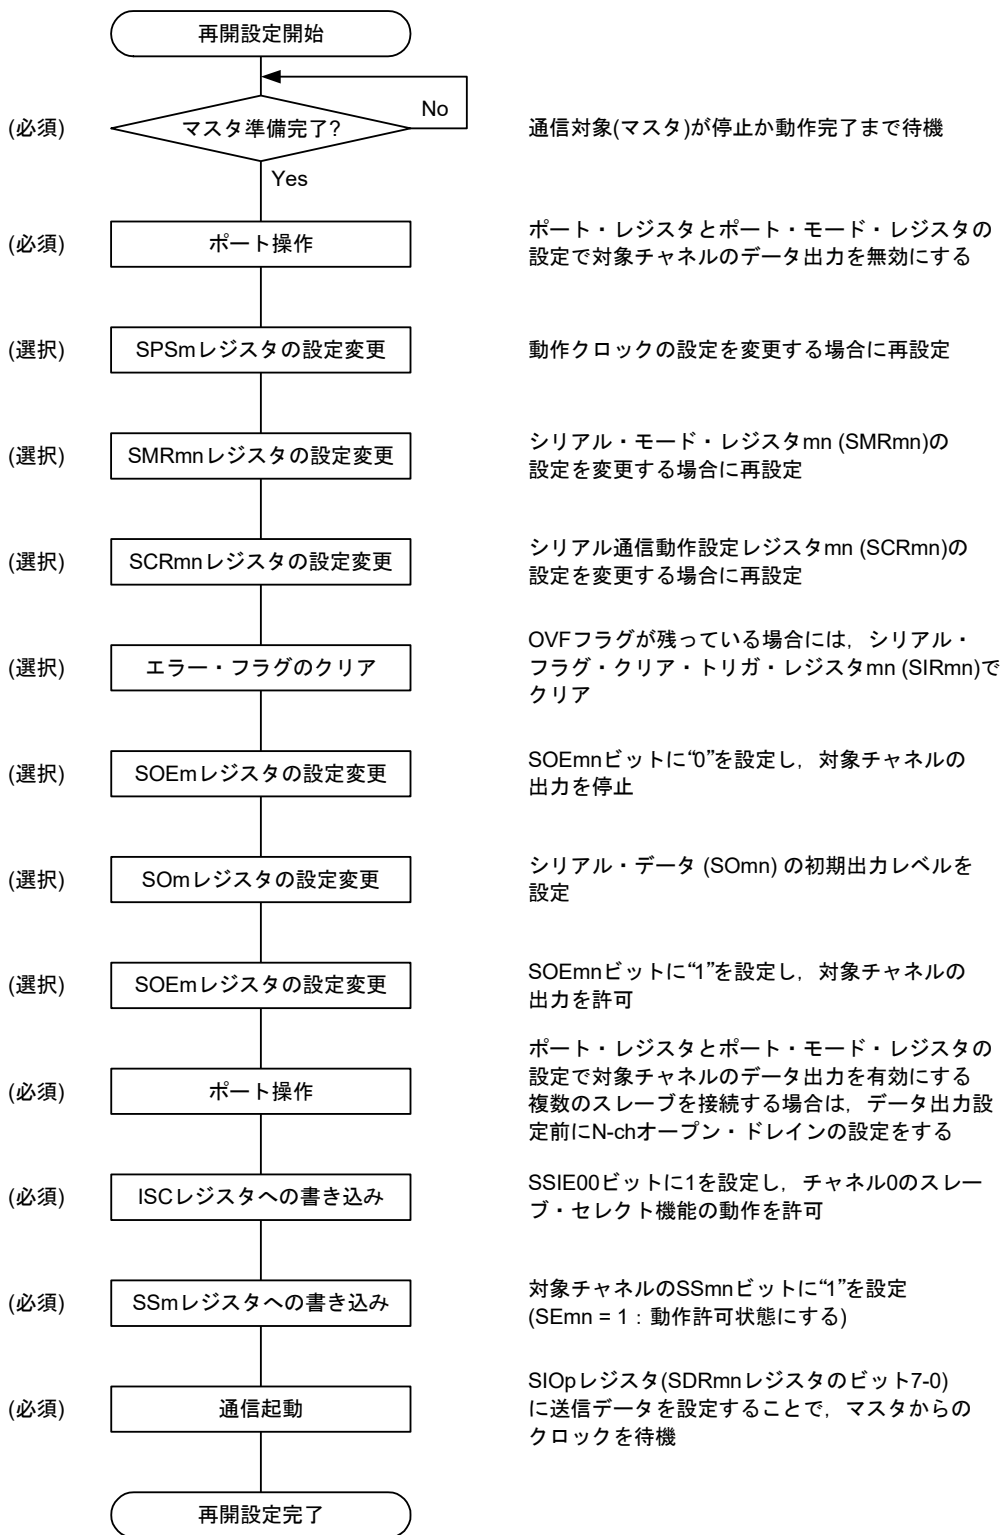 再開設定開始
No
(必須)
マスタ準備完了?
通信対象(マスタ)が停止か動作完了まで待機
Yes
(必須)
ポート操作
ポート・レジスタとポート・モード・レジスタの
設定で対象チャネルのデータ出力を無効にする
(選択)
SPSmレジスタの設定変更
動作クロックの設定を変更する場合に再設定
(選択)
SMRmnレジスタの設定変更
シリアル・モード・レジスタmn (SMRmn)の
設定を変更する場合に再設定
(選択)
SCRmnレジスタの設定変更
シリアル通信動作設定レジスタmn (SCRmn)の
設定を変更する場合に再設定
(選択)
エラー・フラグのクリア
OVFフラグが残っている場合には,シリアル・
フラグ・クリア・トリガ・レジスタmn (SIRmn)で
クリア
(選択)
SOEmレジスタの設定変更
SOEmnビットに“0”を設定し,対象チャネルの
出力を停止
(選択)
SOmレジスタの設定変更
シリアル・データ (SOmn) の初期出力レベルを
設定
(選択)
SOEmレジスタの設定変更
SOEmnビットに“1”を設定し,対象チャネルの
出力を許可
(必須)
ポート操作
ポート・レジスタとポート・モード・レジスタの
設定で対象チャネルのデータ出力を有効にする
複数のスレーブを接続する場合は,データ出力設
定前にN-chオープン・ドレインの設定をする
(必須)
ISCレジスタへの書き込み
SSIE00ビットに1を設定し,チャネル0のスレー
ブ・セレクト機能の動作を許可
(必須)
SSmレジスタへの書き込み
対象チャネルのSSmnビットに“1”を設定
(SEmn = 1:動作許可状態にする)
(必須)
通信起動
SIOpレジスタ(SDRmnレジスタのビット7-0)
に送信データを設定することで,マスタからの
クロックを待機
再開設定完了